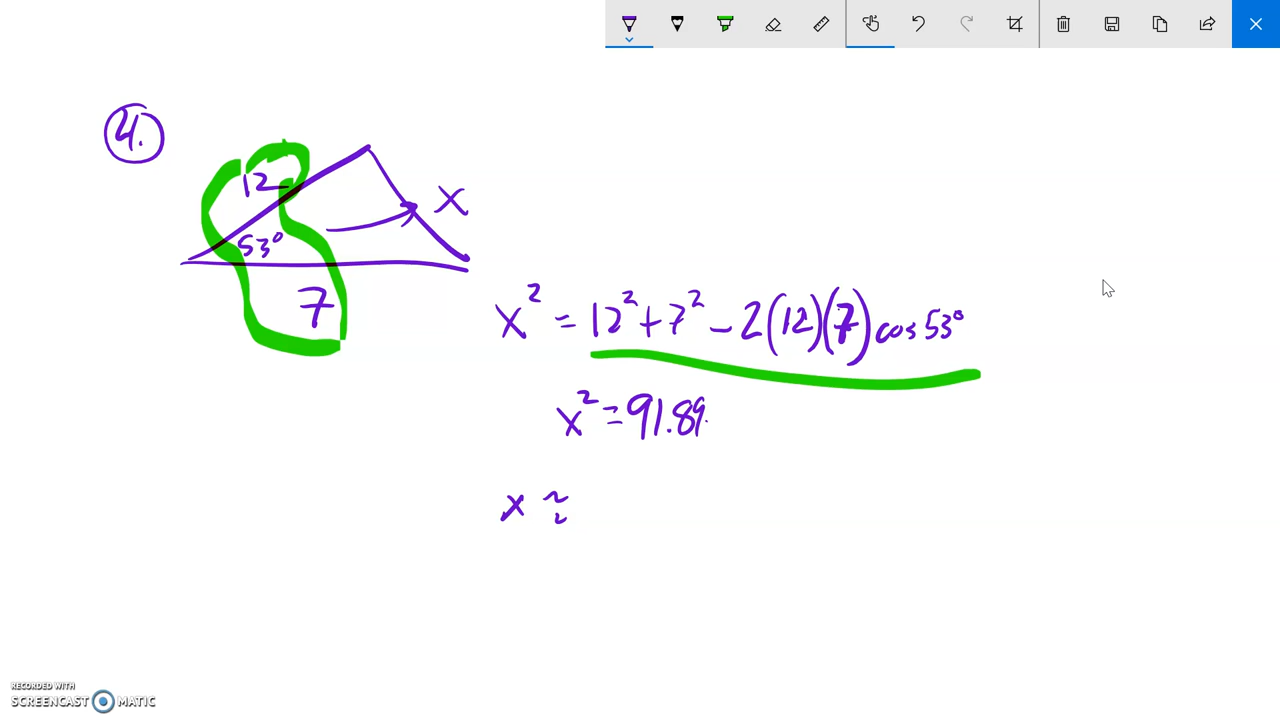 4.
12
x
53°
7
x² = 12² + 7² - 2(12)(7) cos 53°
x² = 91.89.
x ≈
RECORDED WITH
SCREENCAST MATIC